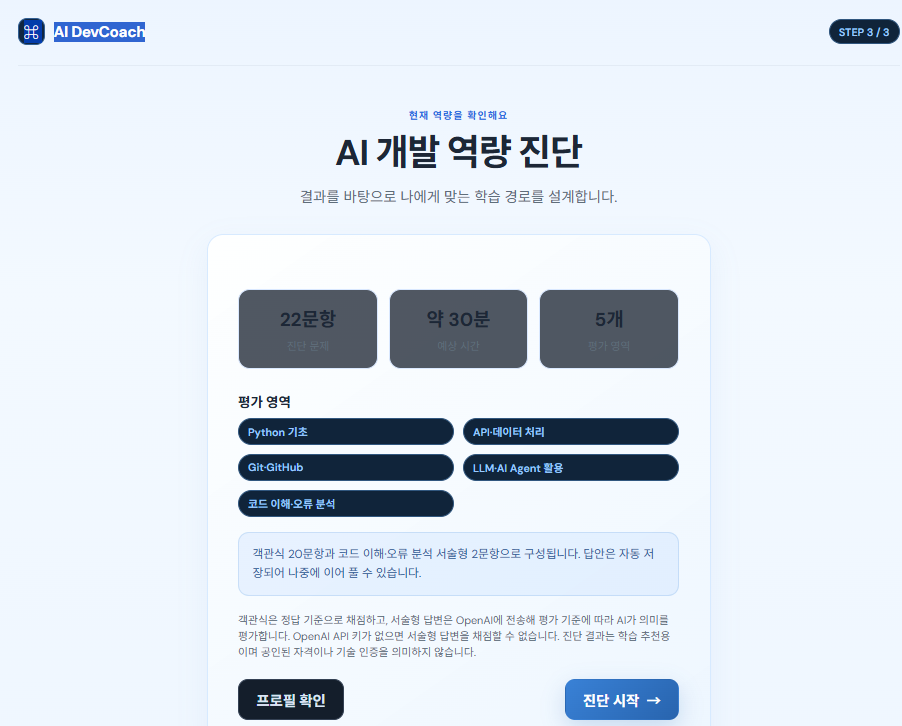 AI DevCoach
STEP 3 / 3
현재 역량을 확인해요
AI 개발 역량 진단
결과를 바탕으로 나에게 맞는 학습 경로를 설계합니다.
22문항
진단 문제
약 30분
예상 시간
5개
평가 영역
평가 영역
Python 기초
API·데이터 처리
Git·GitHub
LLM·AI Agent 활용
코드 이해·오류 분석
객관식 20문항과 코드 이해·오류 분석 서술형 2문항으로 구성됩니다. 답안은 자동 저
장되어 나중에 이어 풀 수 있습니다.
객관식은 정답 기준으로 채점하고, 서술형 답변은 OpenAI에 전송해 평가 기준에 따라 AI가 의미를
평가합니다. OpenAI API 키가 없으면 서술형 답변을 채점할 수 없습니다. 진단 결과는 학습 추천용
이며 공인된 자격이나 기술 인증을 의미하지 않습니다.
프로필 확인
진단 시작 →